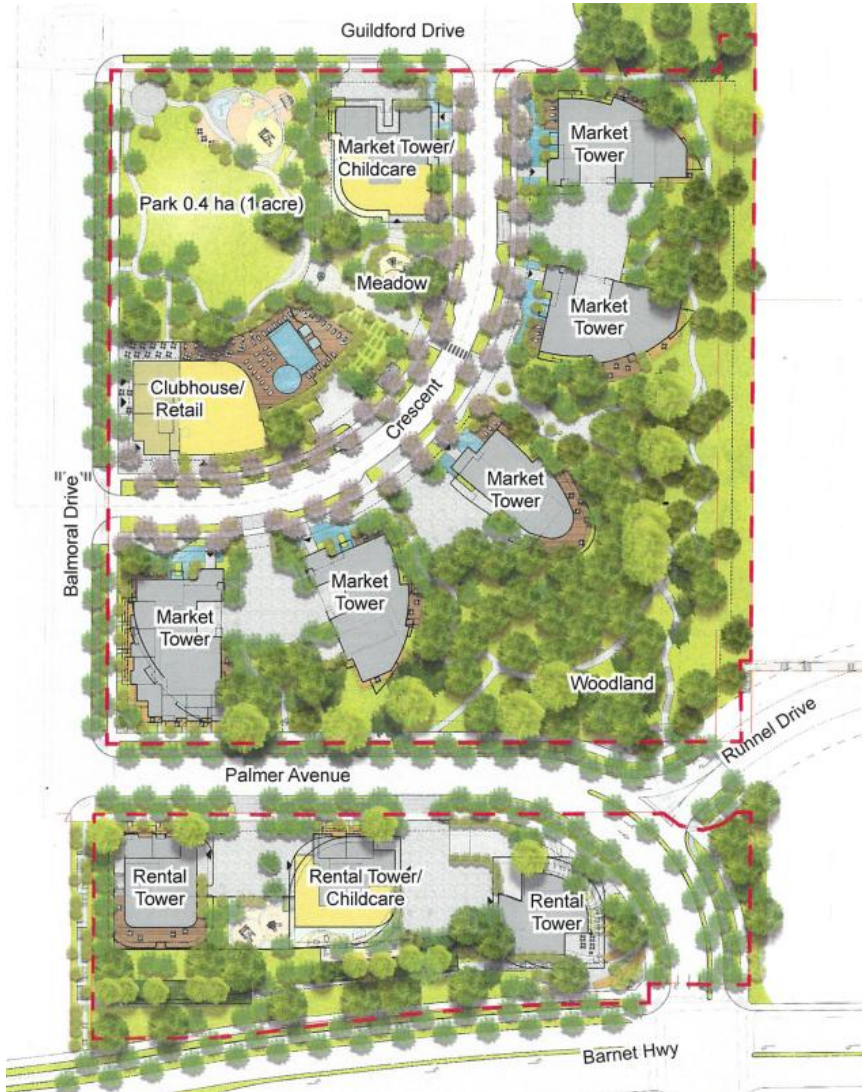 Guildford Drive
Market Tower/
Childcare
Market
Tower
Park 0.4 ha (1 acre)
Meadow
Market
Tower
Clubhouse/
Retail
Crescent
Market
Tower
Balmoral Drive
Market
Tower
Market
Tower
Woodland
Runnel Drive
Palmer Avenue
Rental
Tower
Rental Tower/
Childcare
Rental
Tower
Barnet Hwy